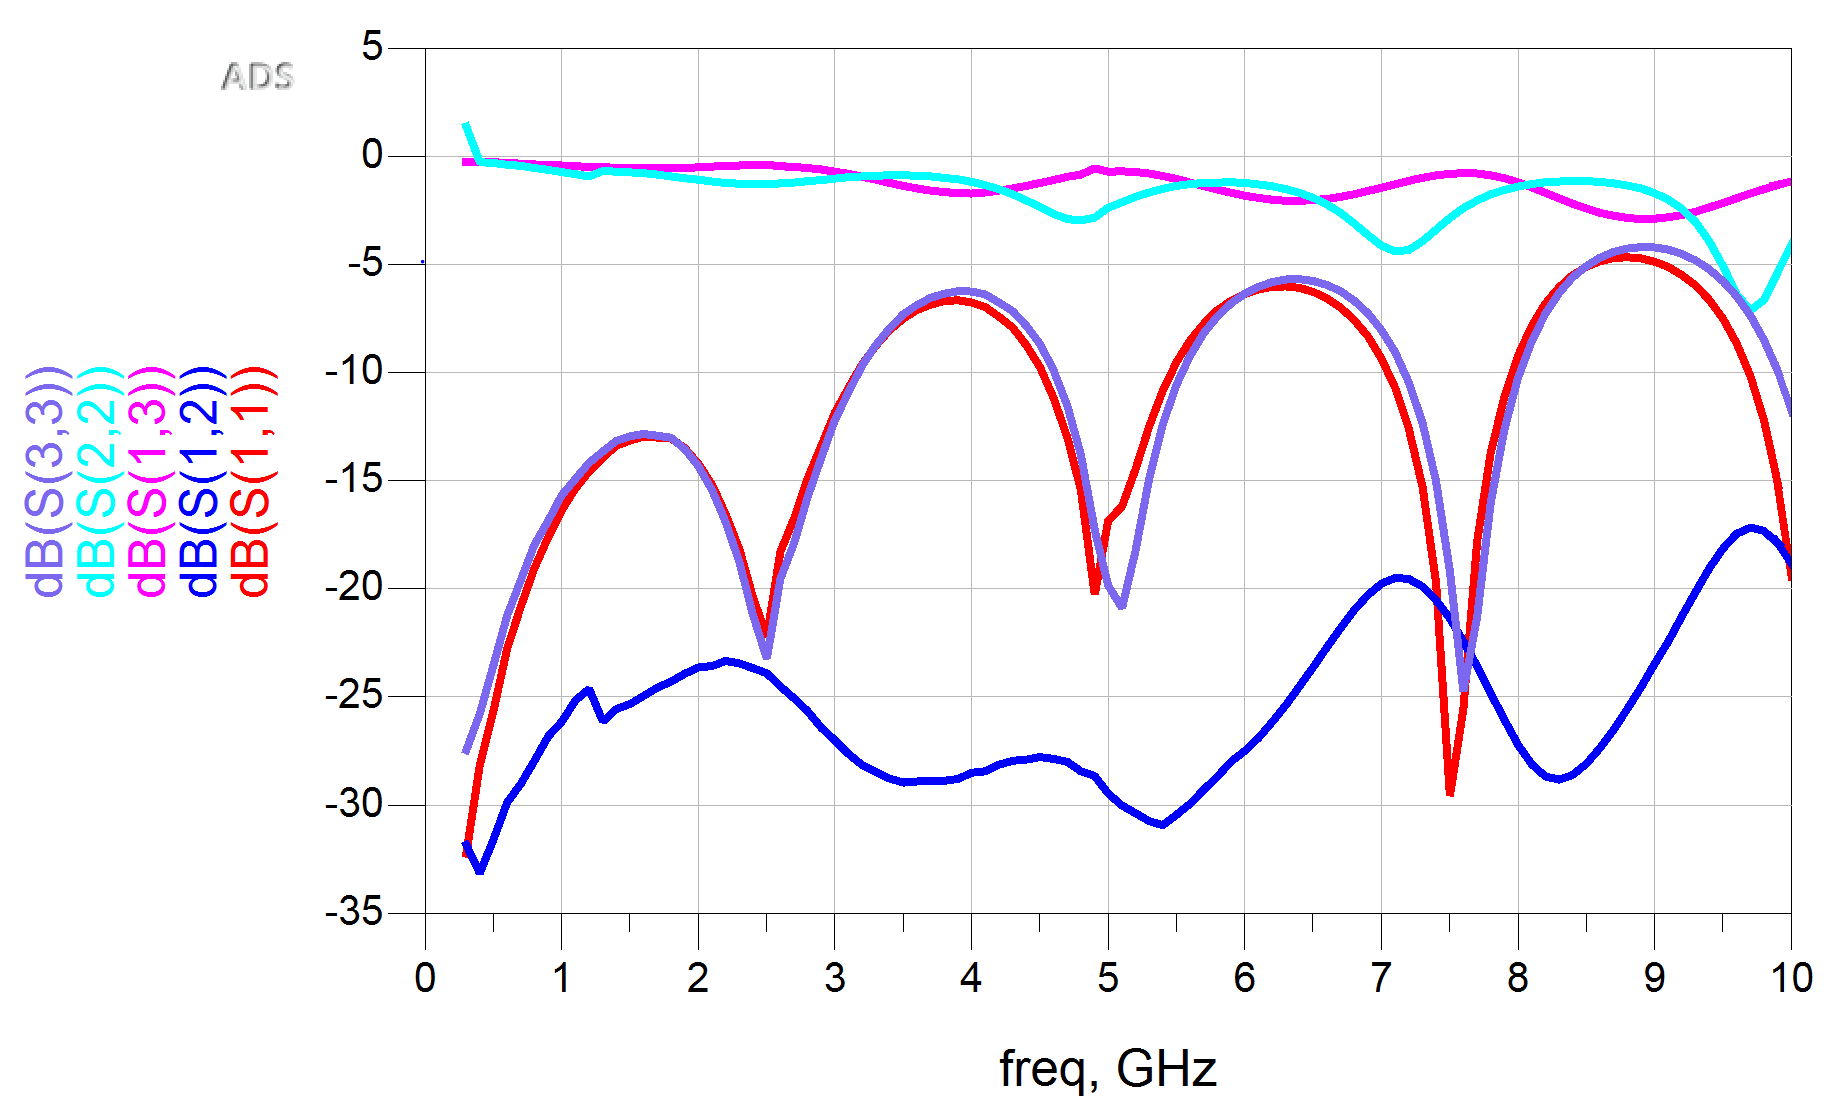 ADS
5
0
-5
-10
-15
-20
-25
-30
-35
dB(S(3,3))
dB(S(2,2))
dB(S(1,3))
dB(S(1,2))
dB(S(1,1))
0 1 2 3 4 5 6 7 8 9 10
freq, GHz